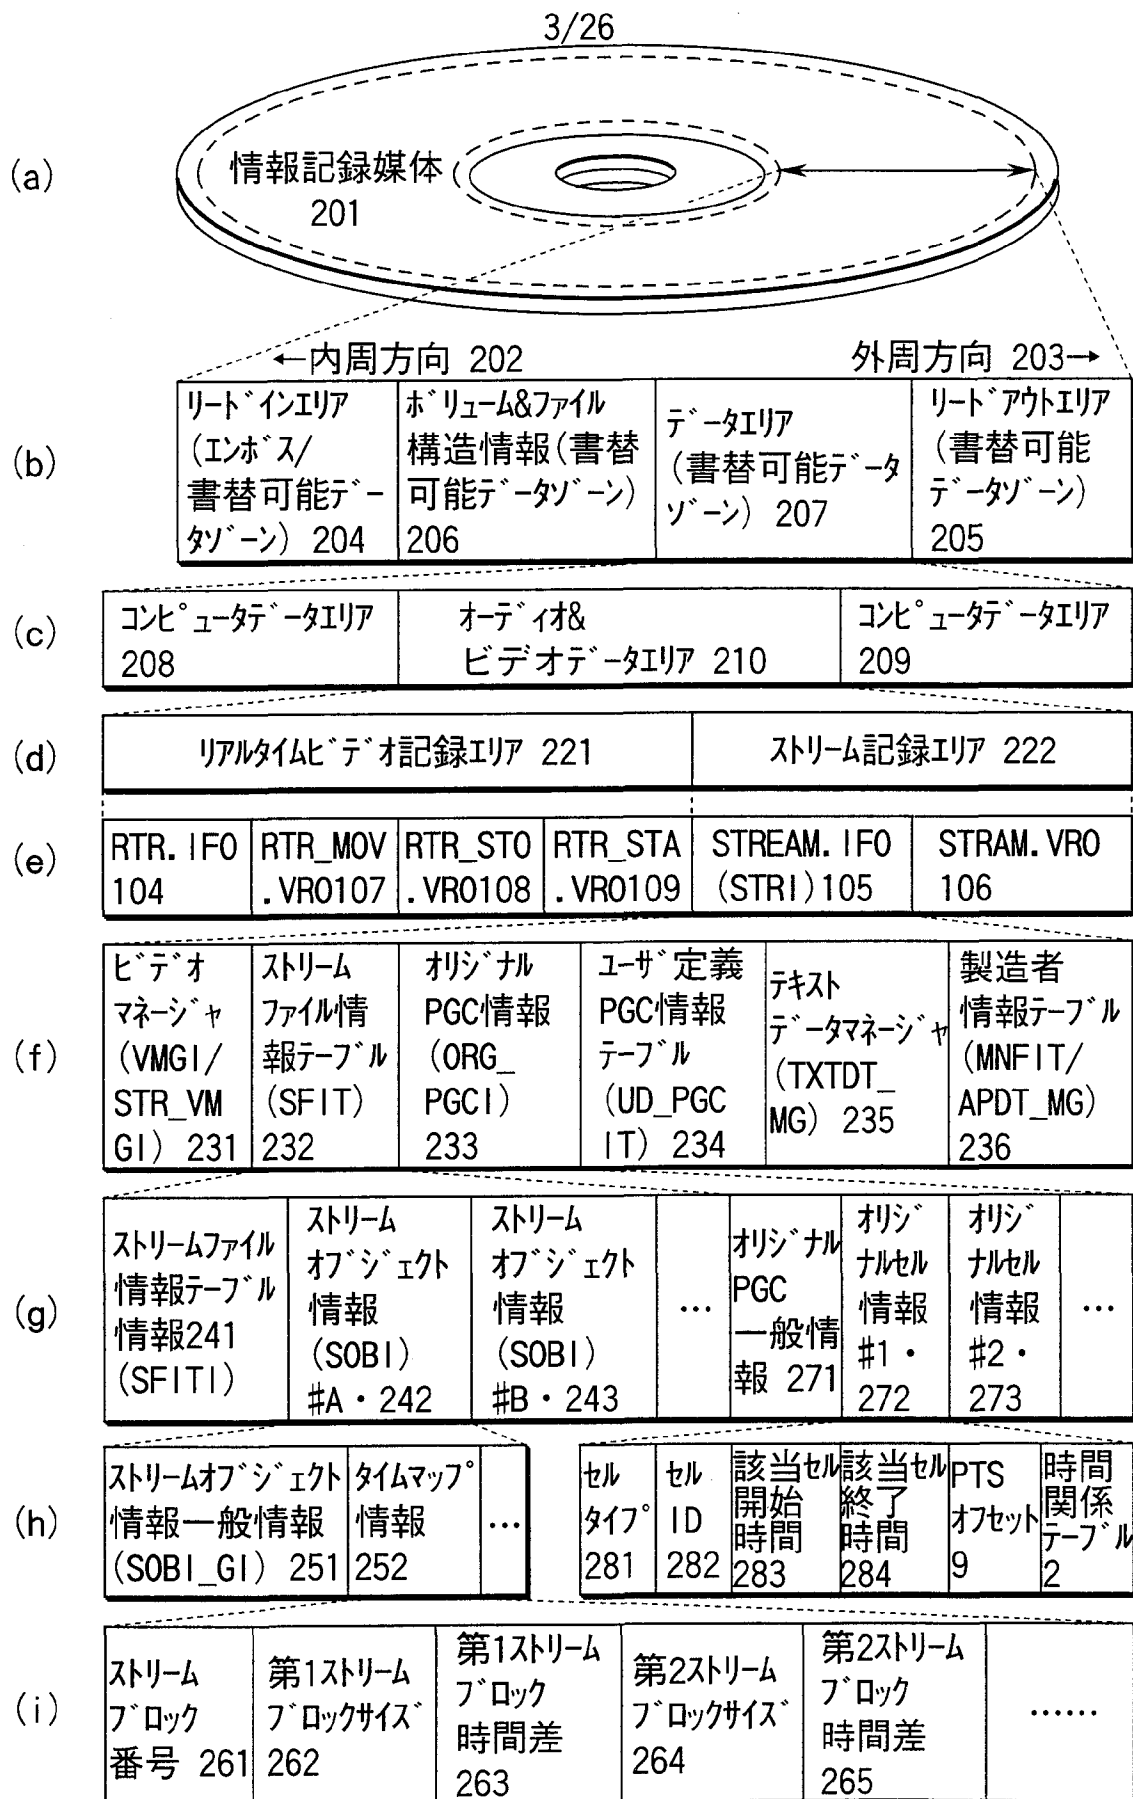 3/26
(a)
情報記録媒体
201
←内周方向 202
外周方向 203→
(b)
リードインエリア
(エンボス/
書替可能デー
タゾーン) 204
ボリューム&ファイル
構造情報(書替
可能データゾーン)
206
データエリア
(書替可能データ
ゾーン) 207
リードアウトエリア
(書替可能
データゾーン)
205
(c)
コンピュータデータエリア
208
オーディオ&
ビデオデータエリア 210
コンピュータデータエリア
209
(d)
リアルタイムビデオ記録エリア 221
ストリーム記録エリア 222
(e)
RTR.IFO
104
RTR_MOV
.VRO107
RTR_STO
.VRO108
RTR_STA
.VRO109
STREAM.IFO
(STRI)105
STRAM.VRO
106
(f)
ビデオ
マネージャ
(VMGI/
STR_VM
GI) 231
ストリーム
ファイル情
報テーブル
(SFIT)
232
オリジナル
PGC情報
(ORG_
PGCI)
233
ユーザ定義
PGC情報
テーブル
(UD_PGC
IT) 234
テキスト
データマネージャ
(TXTDT_
MG) 235
製造者
情報テーブル
(MNFIT/
APDT_MG)
236
(g)
ストリームファイル
情報テーブル
情報241
(SFITI)
ストリーム
オブジェクト
情報
(SOBI)
#A・242
ストリーム
オブジェクト
情報
(SOBI)
#B・243
…
オリジナル
PGC
一般情
報 271
オリジ
ナルセル
情報
#1・
272
オリジ
ナルセル
情報
#2・
273
…
(h)
ストリームオブジェクト
情報一般情報
(SOBI_GI) 251
タイムマップ
情報
252
…
セル
タイプ
281
セル
ID
282
該当セル
開始
時間
283
該当セル
終了
時間
284
PTS
オフセット
9
時間
関係
テーブル
2
(i)
ストリーム
ブロック
番号 261
第1ストリーム
ブロックサイズ
262
第1ストリーム
ブロック
時間差
263
第2ストリーム
ブロックサイズ
264
第2ストリーム
ブロック
時間差
265
……